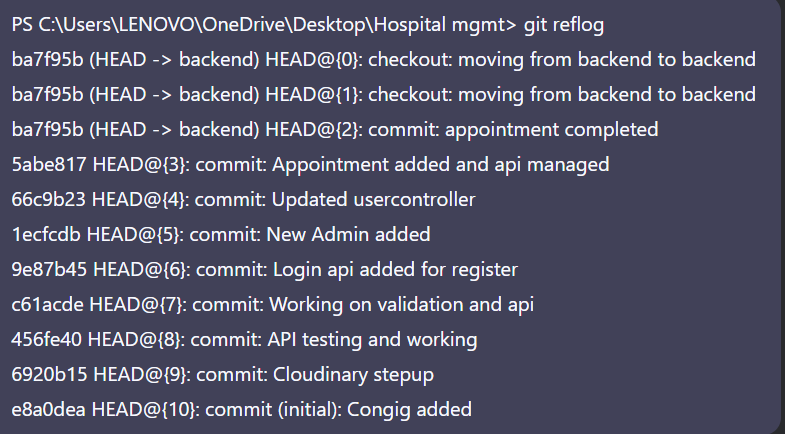 PS C:\Users\LENOVO\OneDrive\Desktop\Hospital mgmt> git reflog
ba7f95b (HEAD -> backend) HEAD@{0}: checkout: moving from backend to backend
ba7f95b (HEAD -> backend) HEAD@{1}: checkout: moving from backend to backend
ba7f95b (HEAD -> backend) HEAD@{2}: commit: appointment completed
5abe817 HEAD@{3}: commit: Appointment added and api managed
66c9b23 HEAD@{4}: commit: Updated usercontroller
1ecfcdb HEAD@{5}: commit: New Admin added
9e87b45 HEAD@{6}: commit: Login api added for register
c61acde HEAD@{7}: commit: Working on validation and api
456fe40 HEAD@{8}: commit: API testing and working
6920b15 HEAD@{9}: commit: Cloudinary stepup
e8a0dea HEAD@{10}: commit (initial): Congig added